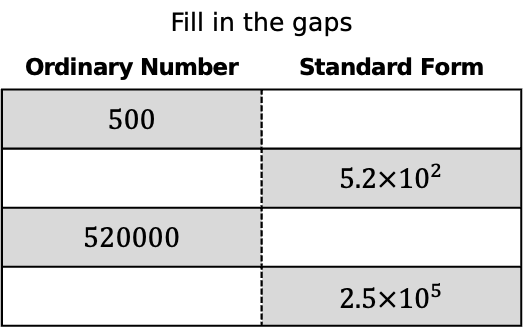 Fill in the gaps
Ordinary Number Standard Form
500
5.2×10²
520000
2.5×10⁵